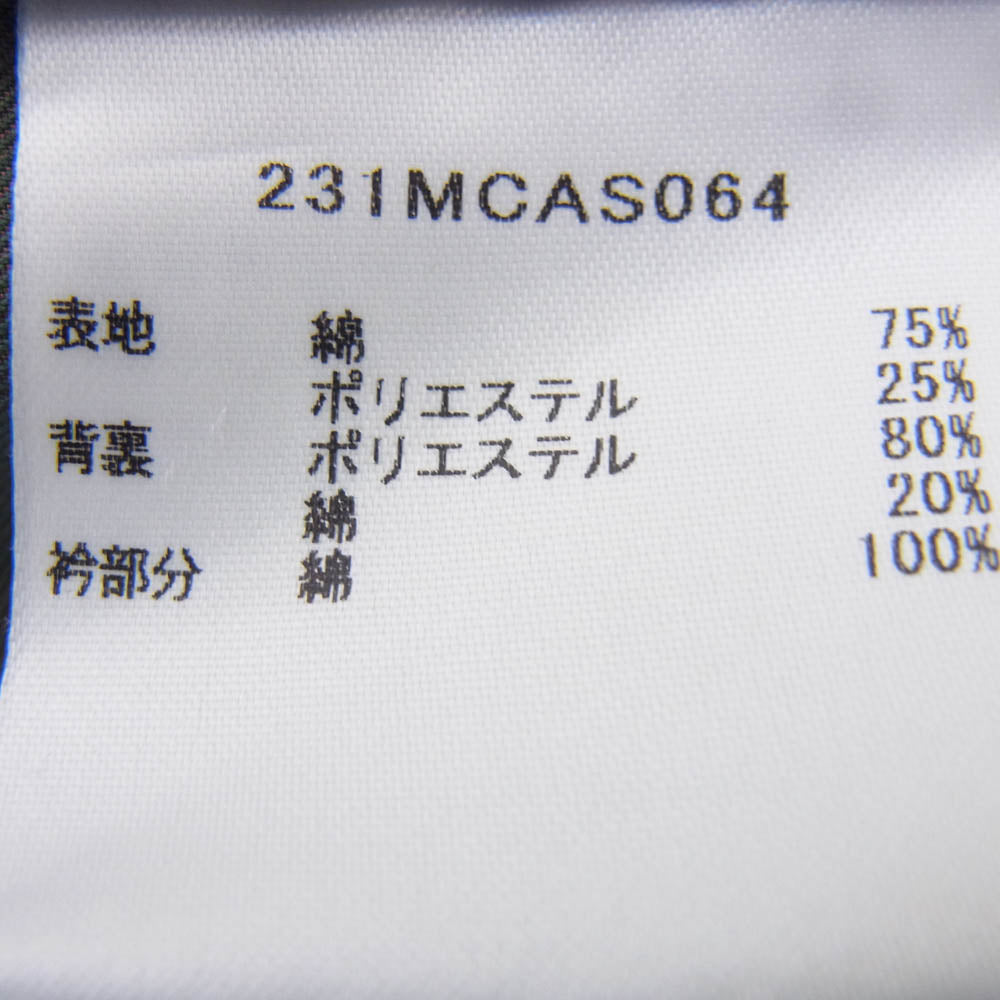 231MCAS064
表地 綿 75%
ポリエステル 25%
背裏 ポリエステル 80%
綿 20%
衿部分 綿 100%